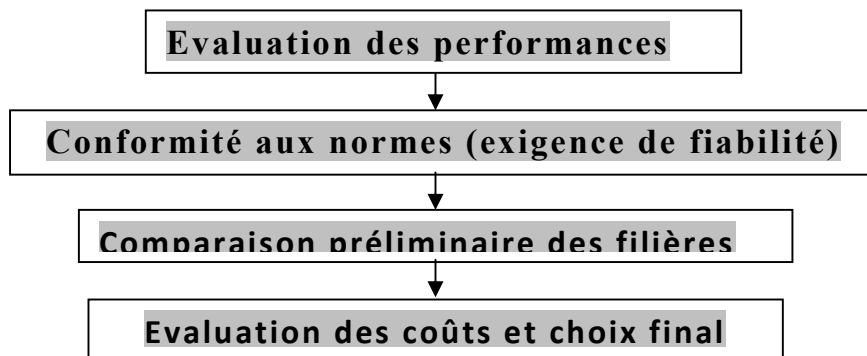 Evaluation des performances
Conformité aux normes (exigence de fiabilité)
Comparaison préliminaire des filières
Evaluation des coûts et choix final